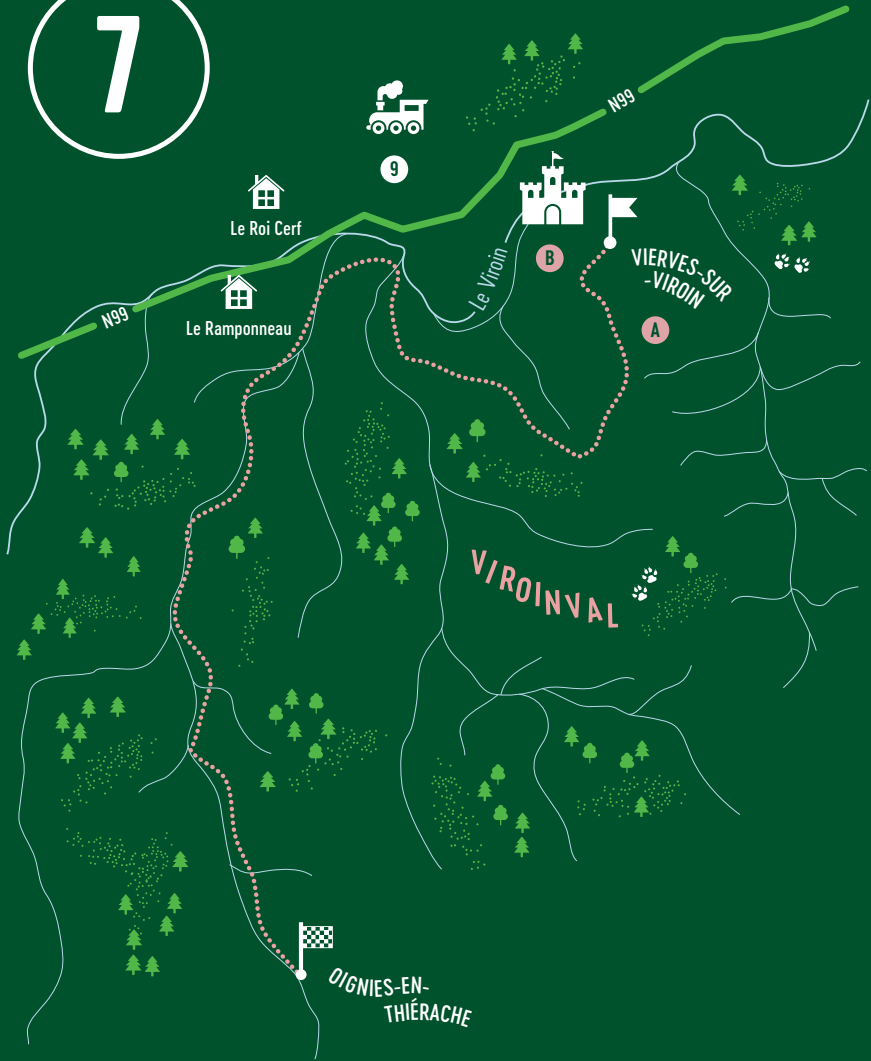 7
N99
9
Le Roi Cerf
Le Viroin
B
VIERVES-SUR
-VIROIN
N99
Le Ramponneau
A
VIROINVAL
OIGNIES-EN-
THIÉRACHE